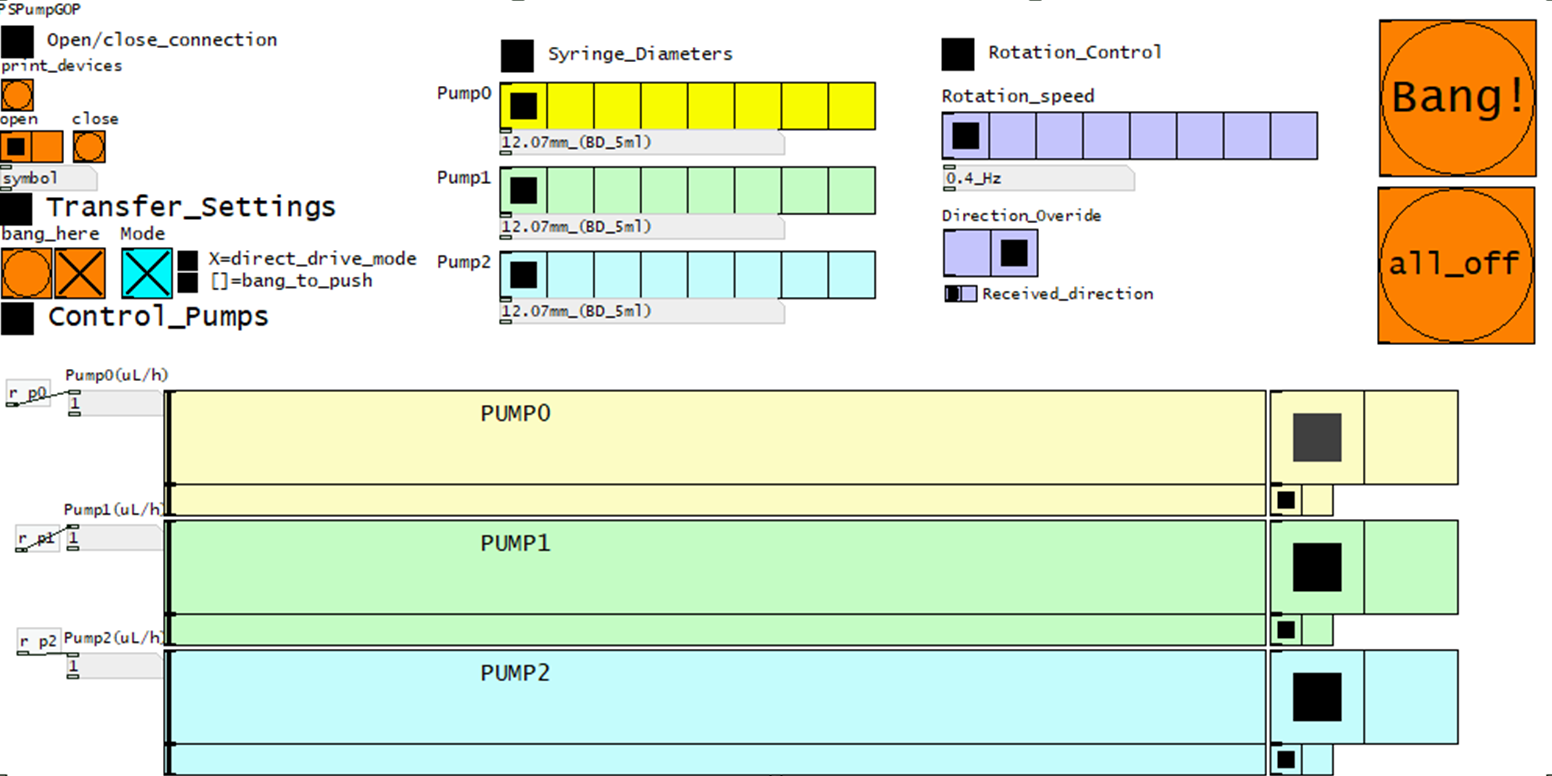 PSPumpGOP
Open/close_connection
print_devices
open
close
symbol
Transfer_Settings
bang_here
Mode
X=direct_drive_mode
[]=bang_to_push
Control_Pumps
Syringe_Diameters
Pump0
12.07mm_(BD_5ml)
Pump1
12.07mm_(BD_5ml)
Pump2
12.07mm_(BD_5ml)
Rotation_Control
Rotation_speed
0.4_Hz
Direction_Overide
Received_direction
Bang!
all_off
Pump0(uL/h)
r p0
1
PUMP0
Pump1(uL/h)
r p1
1
PUMP1
Pump2(uL/h)
r p2
1
PUMP2